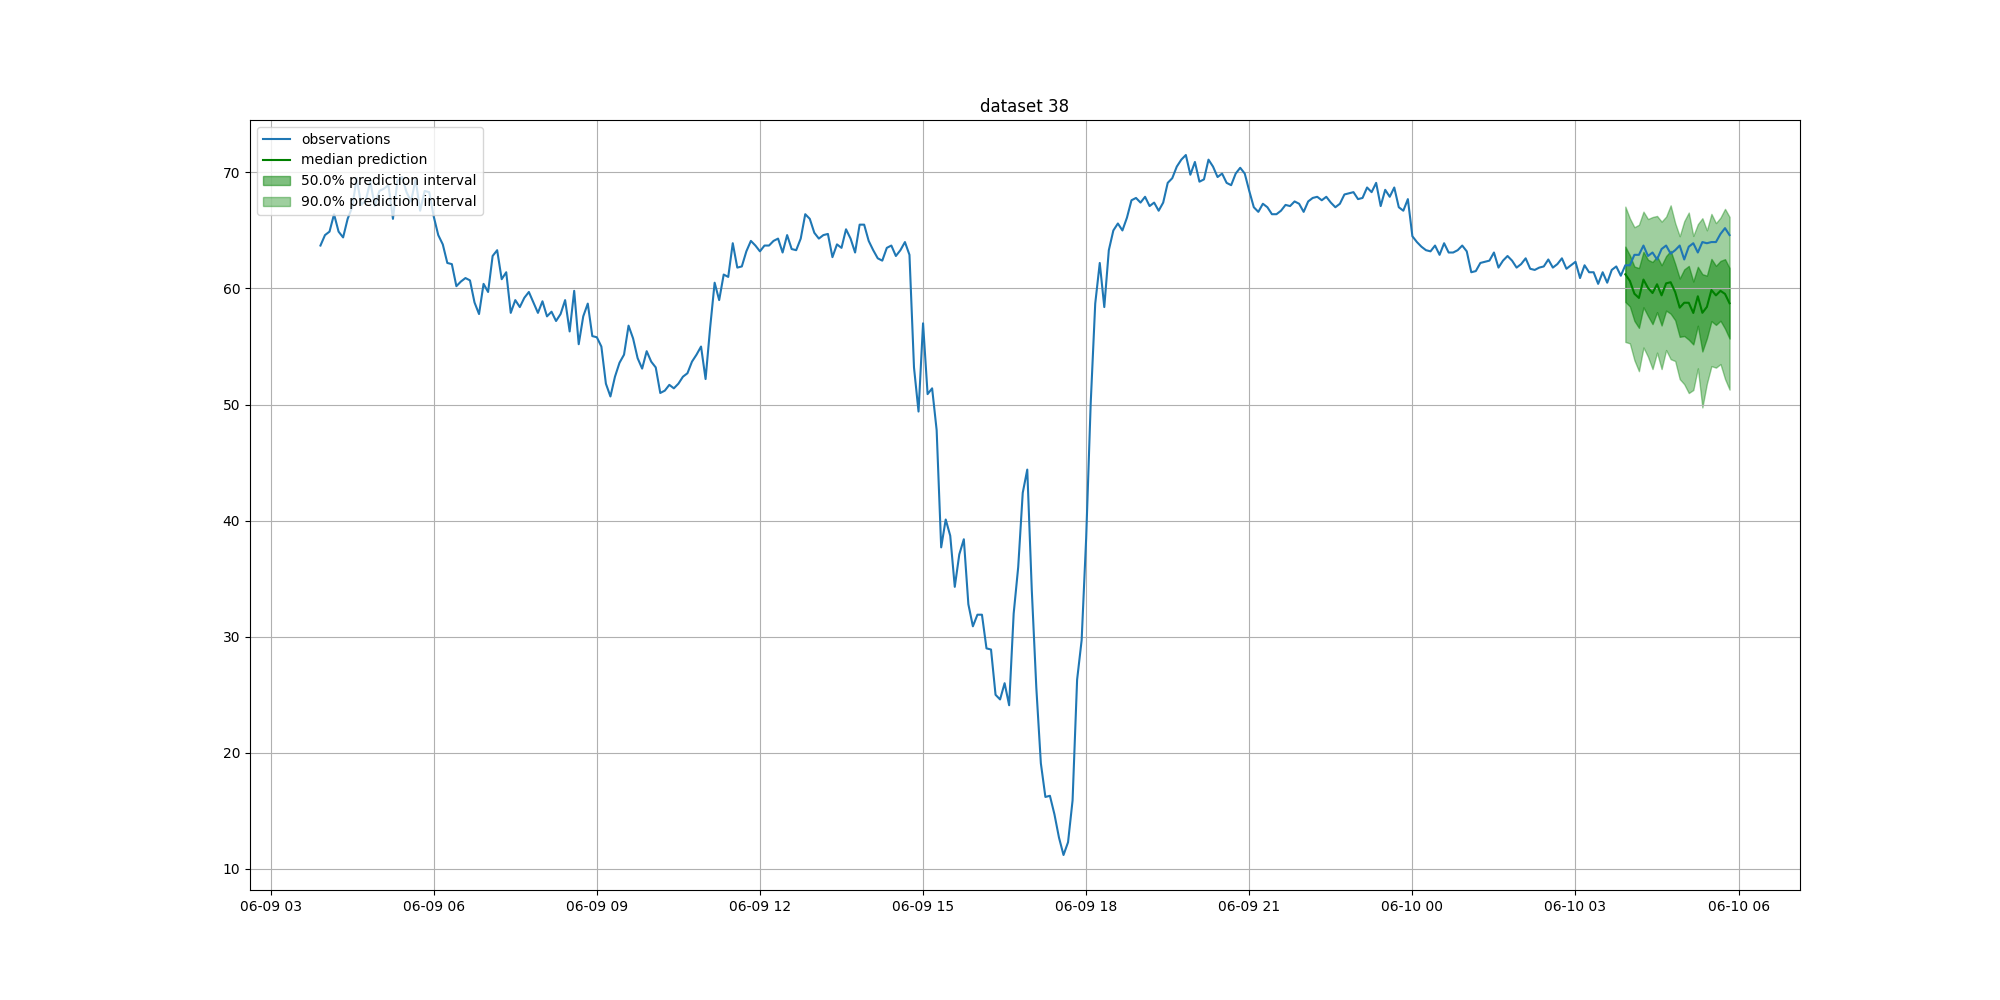 dataset 38
observations
median prediction
50.0% prediction interval
90.0% prediction interval
70
60
50
40
30
20
10
06-09 03 06-09 06 06-09 09 06-09 12 06-09 15 06-09 18 06-09 21 06-10 00 06-10 03 06-10 06